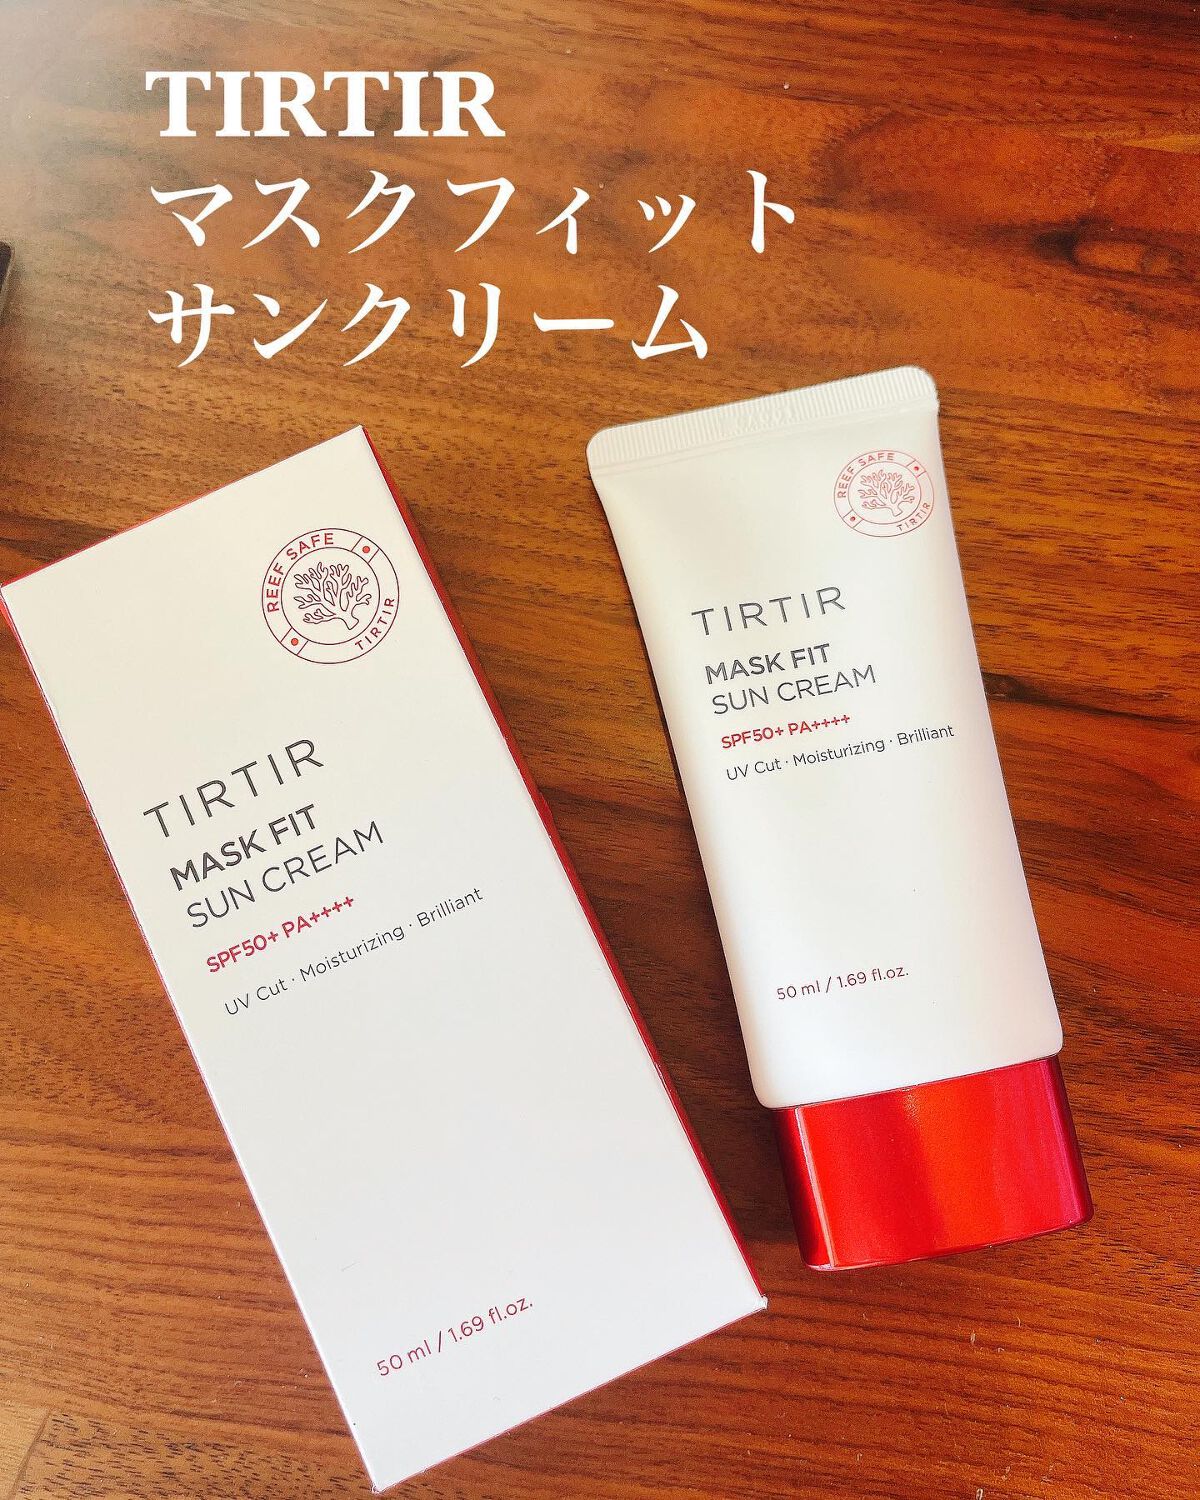 TIRTIR
マスクフィット
サンクリーム
REEF SAFE
TIRTIR
TIRTIR
MASK FIT
SUN CREAM
SPF50+ PA++++
UV Cut · Moisturizing · Brilliant
50 ml / 1.69 fl.oz.
REEF SAFE
TIRTIR
TIRTIR
MASK FIT
SUN CREAM
SPF50+ PA++++
UV Cut · Moisturizing · Brilliant
50 ml / 1.69 fl.oz.